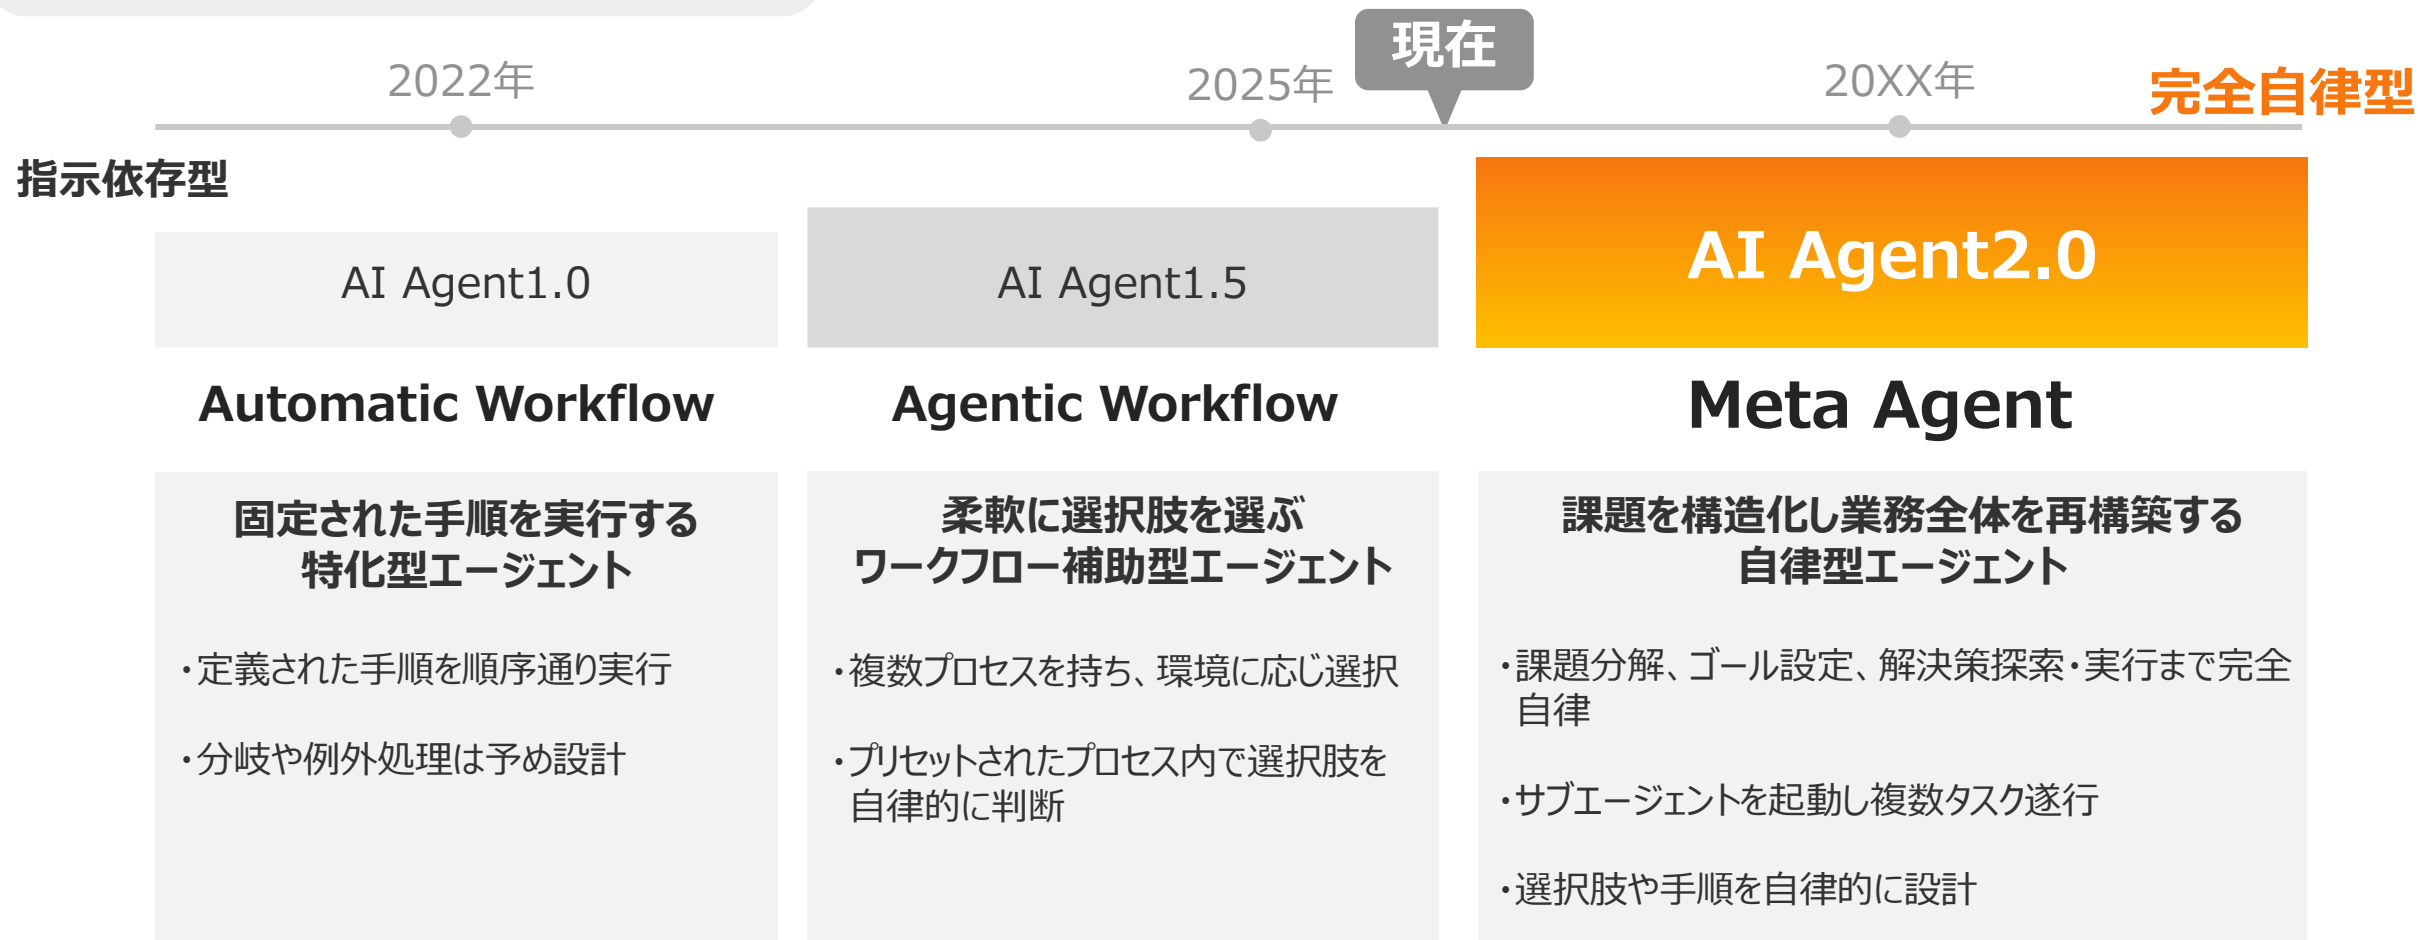 現在
2022年
2025年
20XX年
完全自律型
指示依存型
AI Agent1.0
Automatic Workflow
固定された手順を実行する
特化型エージェント
・定義された手順を順序通り実行
・分岐や例外処理は予め設計
AI Agent1.5
Agentic Workflow
柔軟に選択肢を選ぶ
ワークフロー補助型エージェント
・複数プロセスを持ち、環境に応じ選択
・プリセットされたプロセス内で選択肢を
自律的に判断
AI Agent2.0
Meta Agent
課題を構造化し業務全体を再構築する
自律型エージェント
・課題分解、ゴール設定、解決策探索・実行まで完全
自律
・サブエージェントを起動し複数タスク遂行
・選択肢や手順を自律的に設計